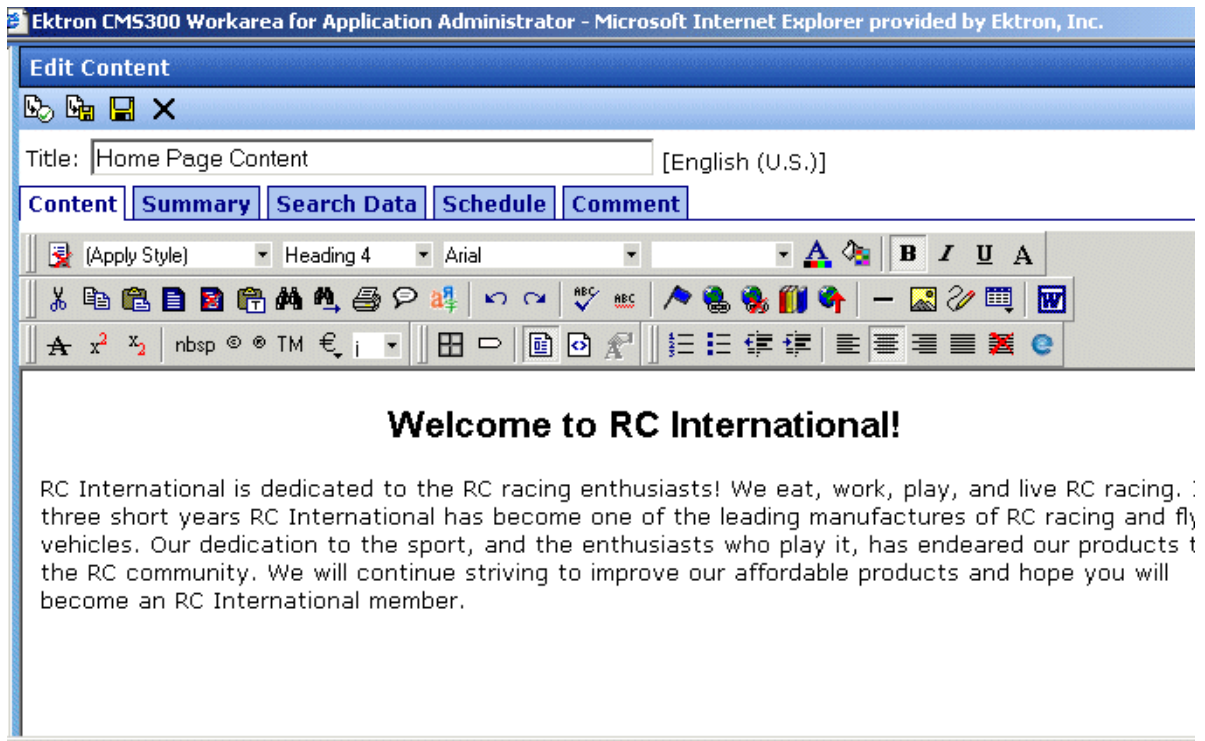 Ektron CMS300 Workarea for Application Administrator - Microsoft Internet Explorer provided by Ektron, Inc.
Edit Content
Title: Home Page Content [English (U.S.)]
Content Summary Search Data Schedule Comment
(Apply Style) Heading 4 Arial A B I U A
ABC ABC W
A x² x₂ nbsp © ® TM € ¡
Welcome to RC International!
RC International is dedicated to the RC racing enthusiasts! We eat, work, play, and live RC racing.
three short years RC International has become one of the leading manufactures of RC racing and fly
vehicles. Our dedication to the sport, and the enthusiasts who play it, has endeared our products t
the RC community. We will continue striving to improve our affordable products and hope you will
become an RC International member.